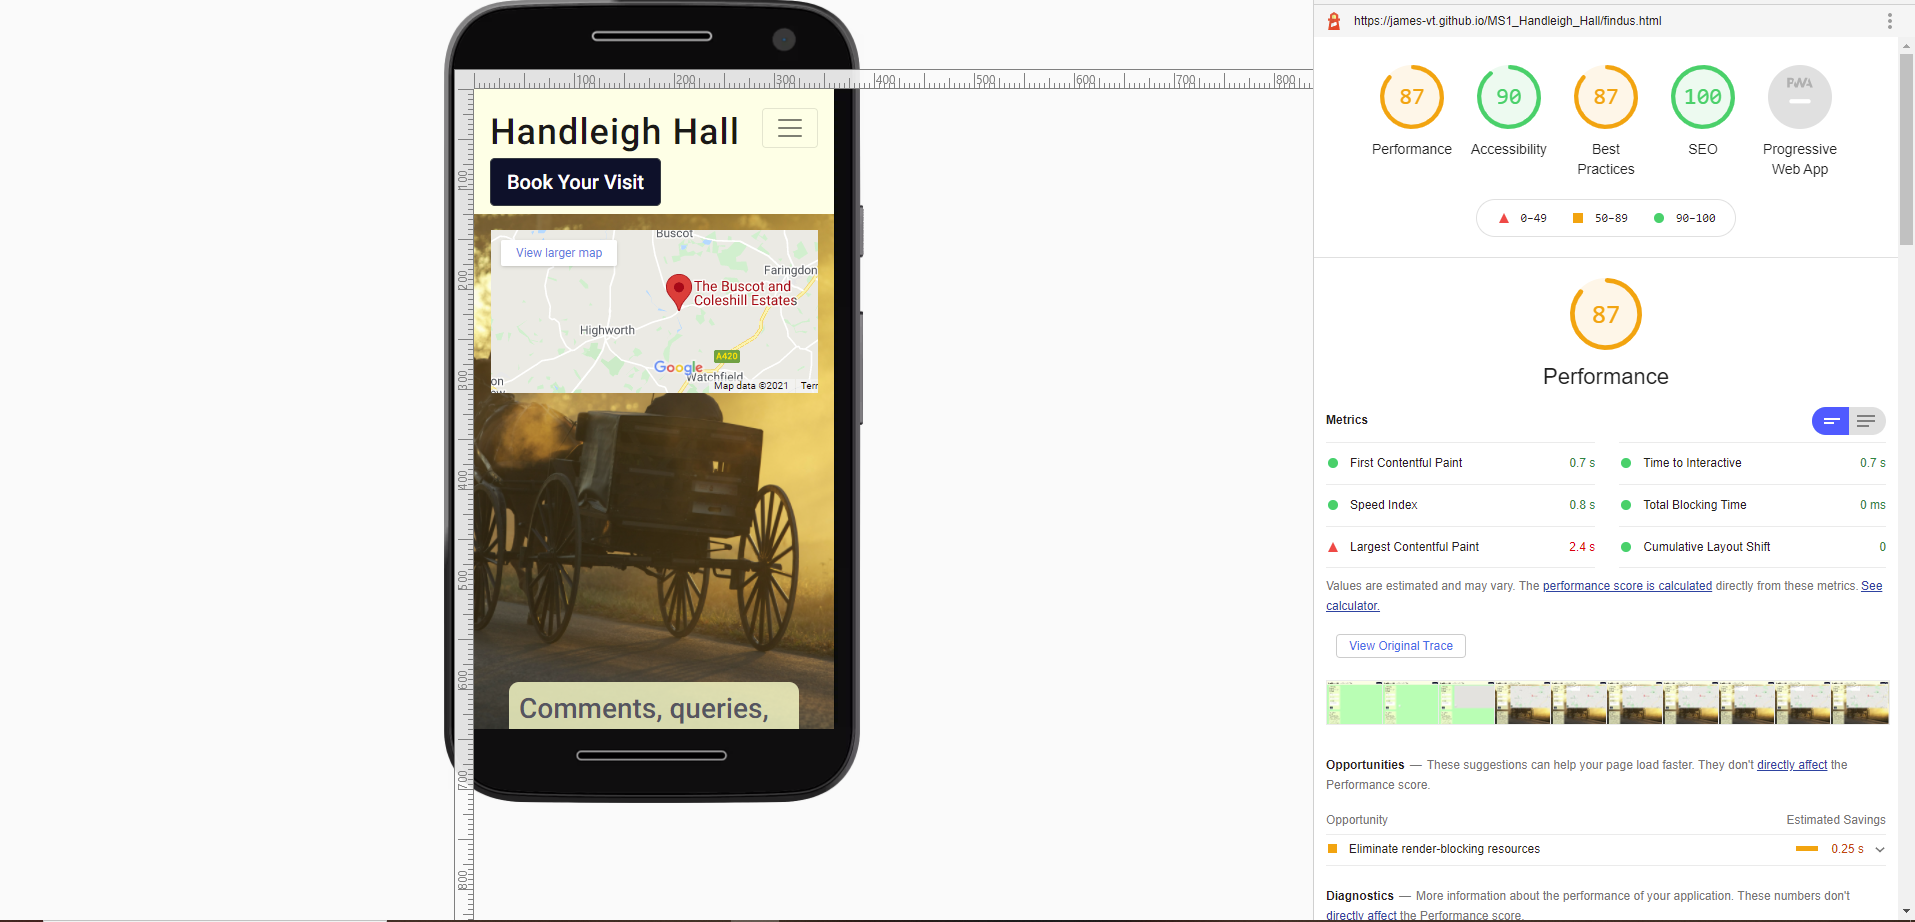 https://james-vt.github.io/MS1_Handleigh_Hall/findus.html
100
200
300
400
500
600
700
800
Handleigh Hall
Book Your Visit
View larger map
Buscot
Faringdon
The Buscot and
Coleshill Estates
Highworth
A420
Google
Watchfield
on
Map data ©2021
Terr
Comments, queries,
100
200
300
400
500
600
700
800
87
90
87
100
PWA
Performance
Accessibility
Best
Practices
SEO
Progressive
Web App
0–49
50–89
90–100
87
Performance
Metrics
First Contentful Paint 0.7 s
Time to Interactive 0.7 s
Speed Index 0.8 s
Total Blocking Time 0 ms
Largest Contentful Paint 2.4 s
Cumulative Layout Shift 0
Values are estimated and may vary. The performance score is calculated directly from these metrics. See
calculator.
View Original Trace
Opportunities — These suggestions can help your page load faster. They don't directly affect the
Performance score.
Opportunity Estimated Savings
Eliminate render-blocking resources 0.25 s
Diagnostics — More information about the performance of your application. These numbers don't
directly affect the Performance score.